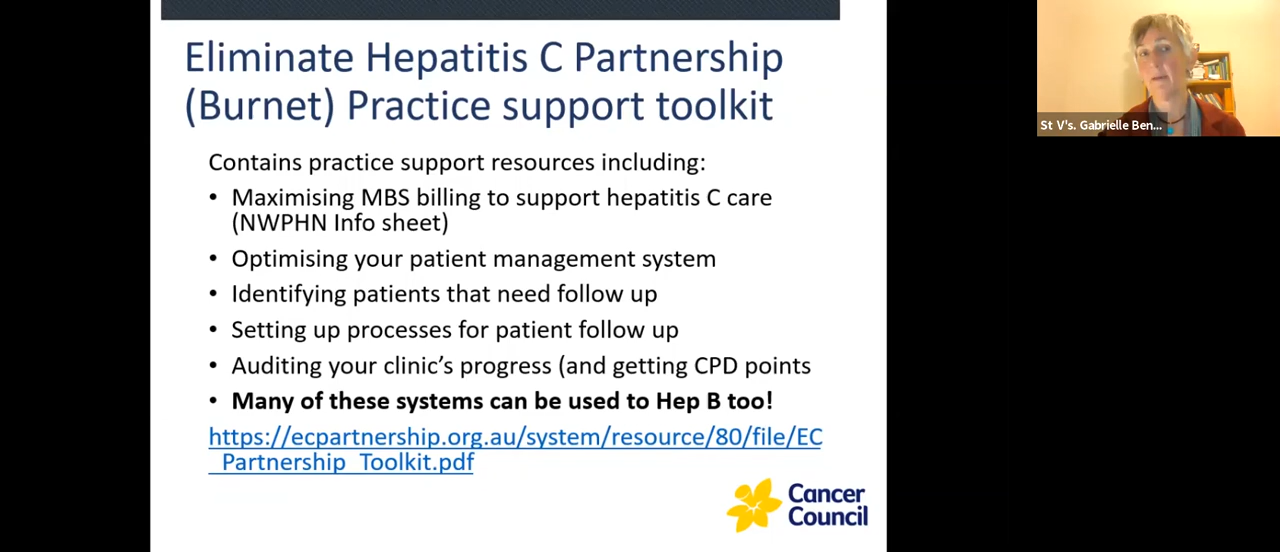 Eliminate Hepatitis C Partnership
(Burnet) Practice support toolkit
Contains practice support resources including:
• Maximising MBS billing to support hepatitis C care
(NWPHN Info sheet)
• Optimising your patient management system
• Identifying patients that need follow up
• Setting up processes for patient follow up
• Auditing your clinic's progress (and getting CPD points
• Many of these systems can be used to Hep B too!
https://ecpartnership.org.au/system/resource/80/file/EC
_Partnership_Toolkit.pdf
Cancer
Council
St V's. Gabrielle Ben...